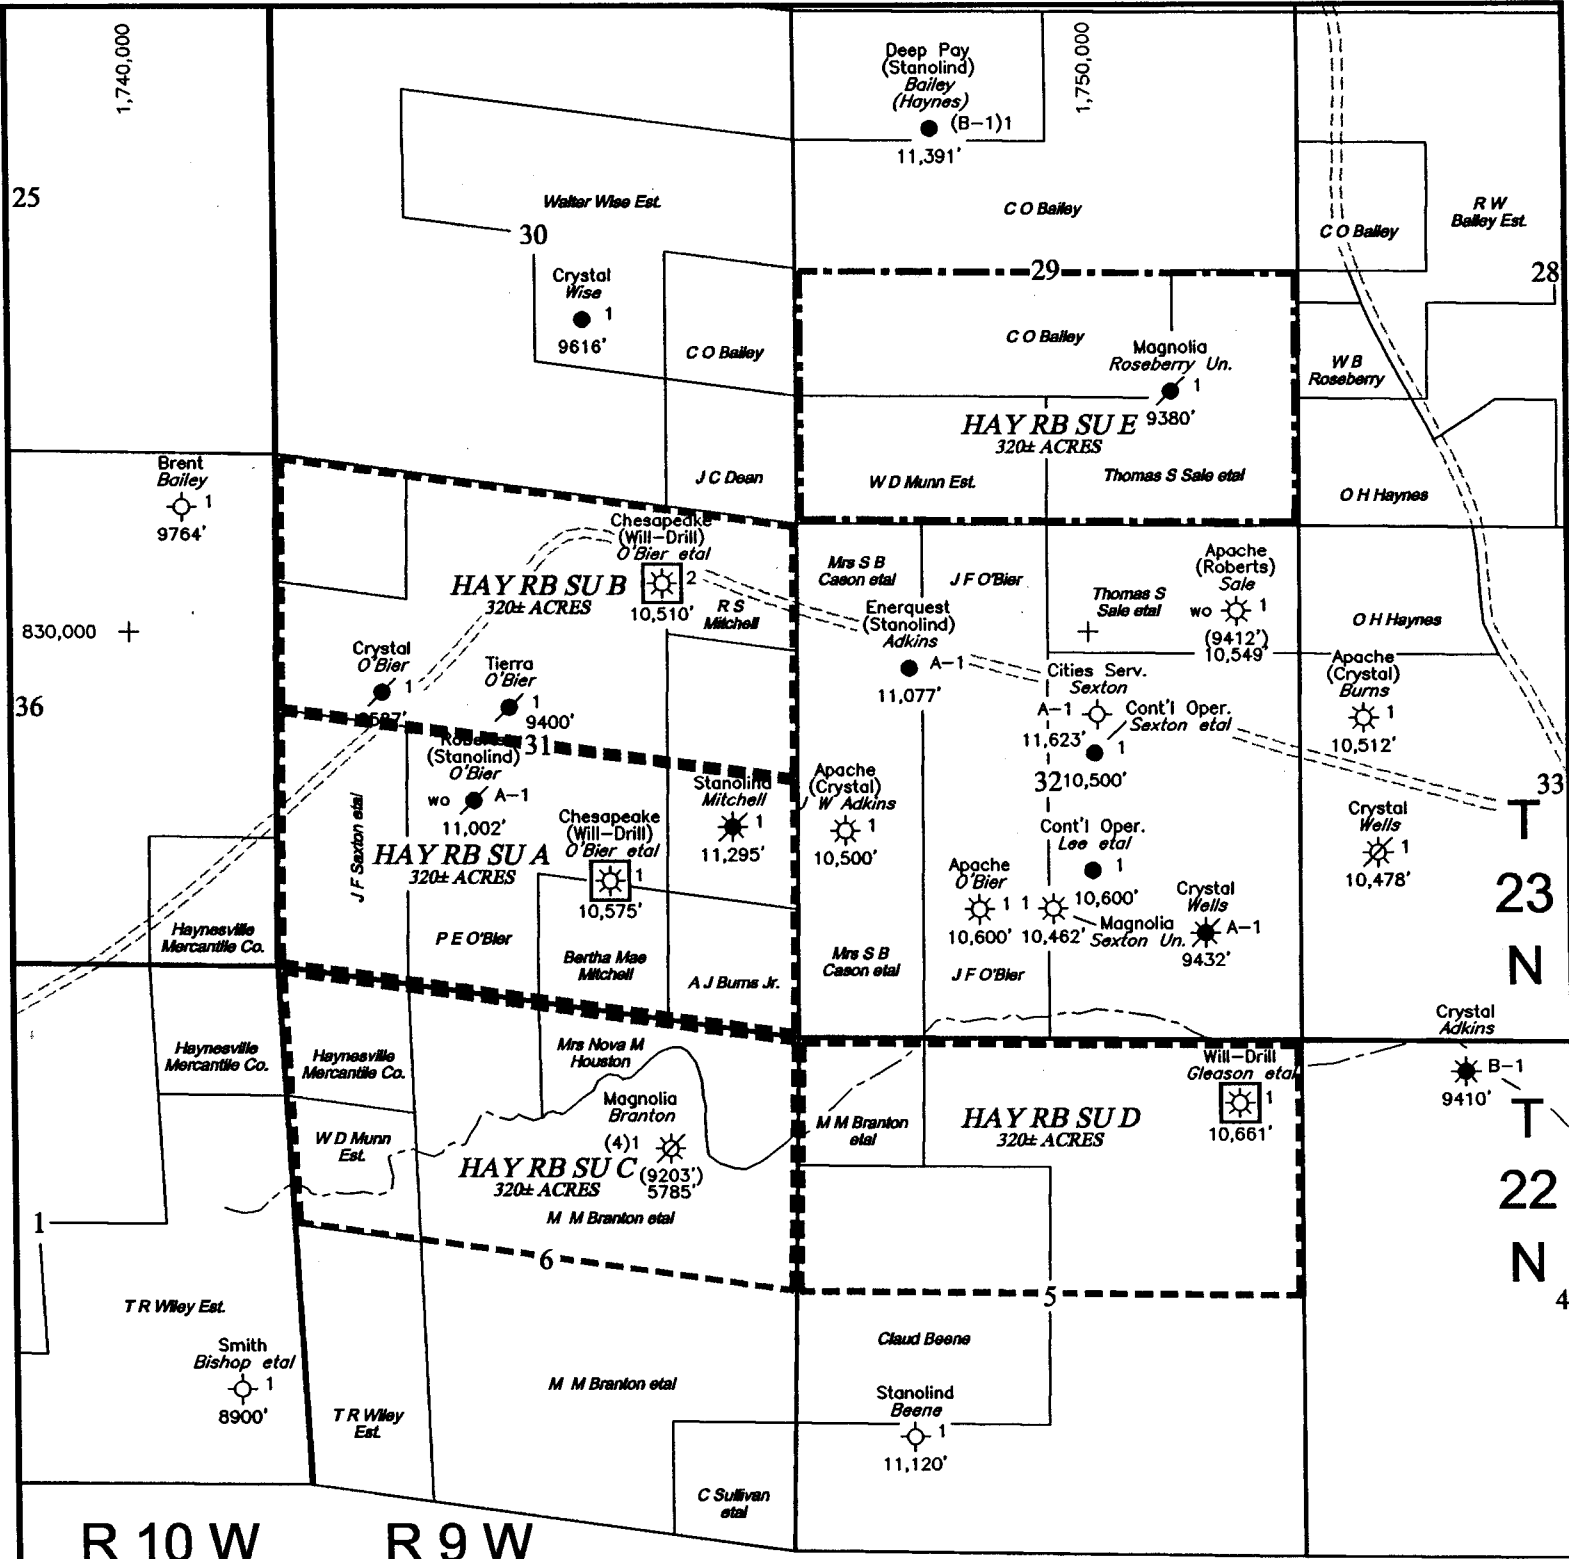 1,740,000
1,750,000
Deep Pay
(Stanolind)
Bailey
(Haynes)
(B-1)1
11,391'
25
Walter Wise Est.
30
C O Bailey
C O Bailey
R W
Bailey Est.
28
29
Crystal
Wise
1
9616'
C O Bailey
C O Bailey
Magnolia
Roseberry Un.
1
9380'
W B
Roseberry
HAY RB SU E
320± ACRES
J C Dean
W D Munn Est.
Thomas S Sale etal
O H Haynes
Brent
Bailey
1
9764'
Chesapeake
(Will-Drill)
O'Bier etal
2
10,510'
HAY RB SU B
320± ACRES
R S
Mitchell
Mrs S B
Cason etal
J F O'Bier
Thomas S
Sale etal
Apache
(Roberts)
Sale
wo
1
(9412')
10,549'
O H Haynes
830,000
Enerquest
(Stanolind)
Adkins
A-1
11,077'
Crystal
O'Bier
1
Tierra
O'Bier
1
9400'
Cities Serv.
Sexton
A-1
11,623'
Cont'l Oper.
Sexton etal
1
10,500'
Apache
(Crystal)
Burns
1
10,512'
36
31
32
33
(Stanolind)
O'Bier
wo
A-1
11,002'
J F Saxton etal
Stanolind
Mitchell
1
11,295'
Apache
(Crystal)
J W Adkins
1
10,500'
Crystal
Wells
1
10,478'
T
23
N
Chesapeake
(Will-Drill)
O'Bier etal
1
10,575'
HAY RB SU A
320± ACRES
Cont'l Oper.
Lee etal
1
10,600'
Apache
O'Bier
1
10,600'
1
10,462'
Magnolia
Sexton Un.
Crystal
Wells
A-1
9432'
Haynesville
Mercantile Co.
P E O'Bier
Bertha Mae
Mitchell
A J Burns Jr.
Mrs S B
Cason etal
J F O'Bier
Crystal
Adkins
B-1
9410'
Haynesville
Mercantile Co.
Haynesville
Mercantile Co.
Mrs Nova M
Houston
Will-Drill
Gleason etal
1
10,661'
Magnolia
Branton
(4)1
(9203')
5785'
W D Munn
Est.
HAY RB SU C
320± ACRES
M M Branton etal
M M Branton
etal
HAY RB SU D
320± ACRES
T
22
N
1
6
5
4
T R Wiley Est.
Claud Beene
Smith
Bishop etal
1
8900'
T R Wiley
Est.
M M Branton etal
Stanolind
Beene
1
11,120'
C Sullivan
etal
R 10 W
R 9 W